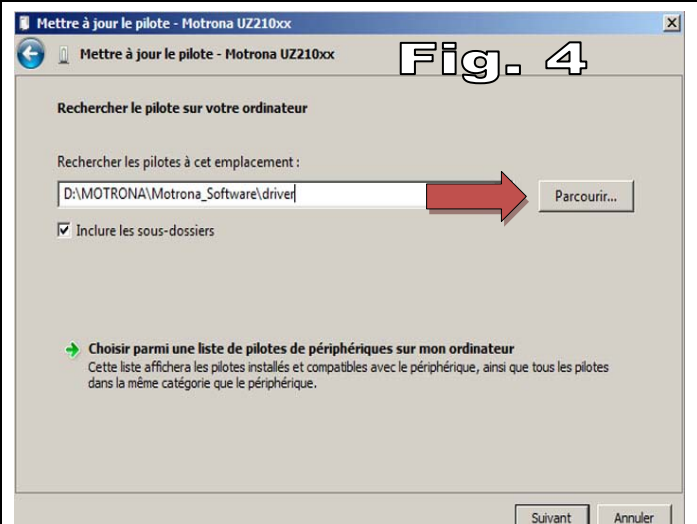 Mettre à jour le pilote - Motrona UZ210xx
Mettre à jour le pilote - Motrona UZ210xx
Fig. 4
Rechercher le pilote sur votre ordinateur
Rechercher les pilotes à cet emplacement :
D:\MOTRONA\Motrona_Software\driver
Parcourir...
Inclure les sous-dossiers
Choisir parmi une liste de pilotes de périphériques sur mon ordinateur
Cette liste affichera les pilotes installés et compatibles avec le périphérique, ainsi que tous les pilotes
dans la même catégorie que le périphérique.
Suivant
Annuler